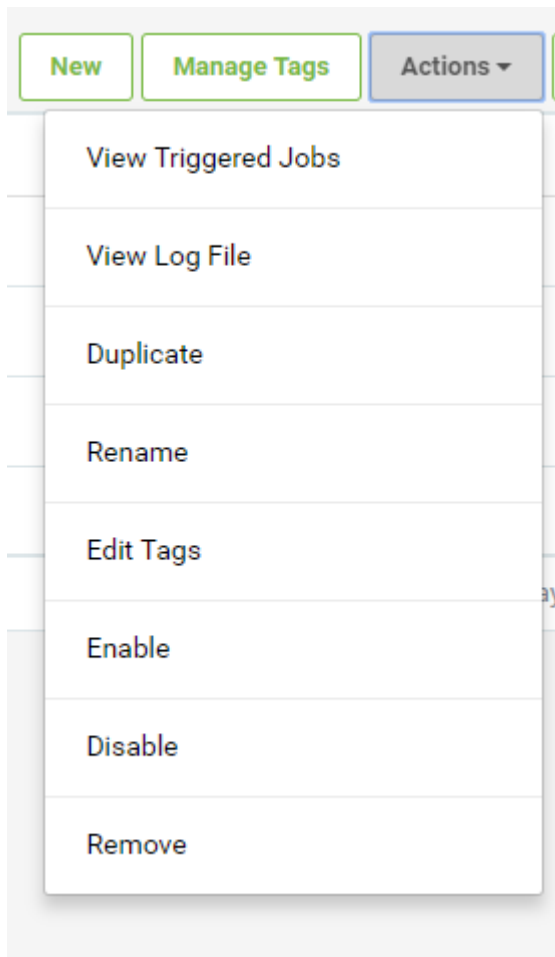 New Manage Tags Actions
View Triggered Jobs
View Log File
Duplicate
Rename
Edit Tags
Enable
Disable
Remove